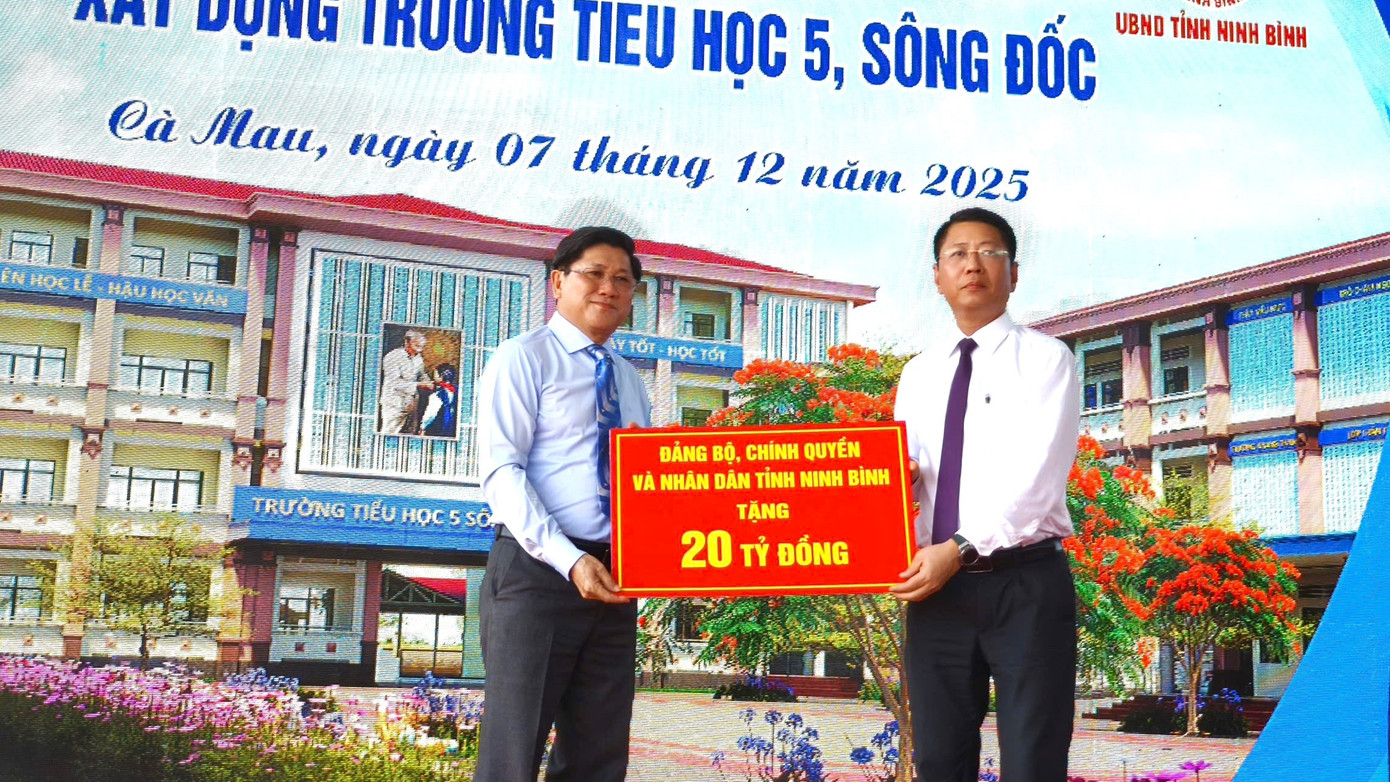 XÂY DỰNG TRƯỜNG TIỂU HỌC 5, SÔNG ĐỐC
UBND TỈNH NINH BÌNH
Cà Mau, ngày 07 tháng 12 năm 2025
ÊN HỌC LỄ - HẬU HỌC VĂN
ẠY TỐT - HỌC TỐT
TRƯỜNG TIỂU HỌC 5 SÔ
ĐẢNG BỘ, CHÍNH QUYỀN
VÀ NHÂN DÂN TỈNH NINH BÌNH
TẶNG
20 TỶ ĐỒNG